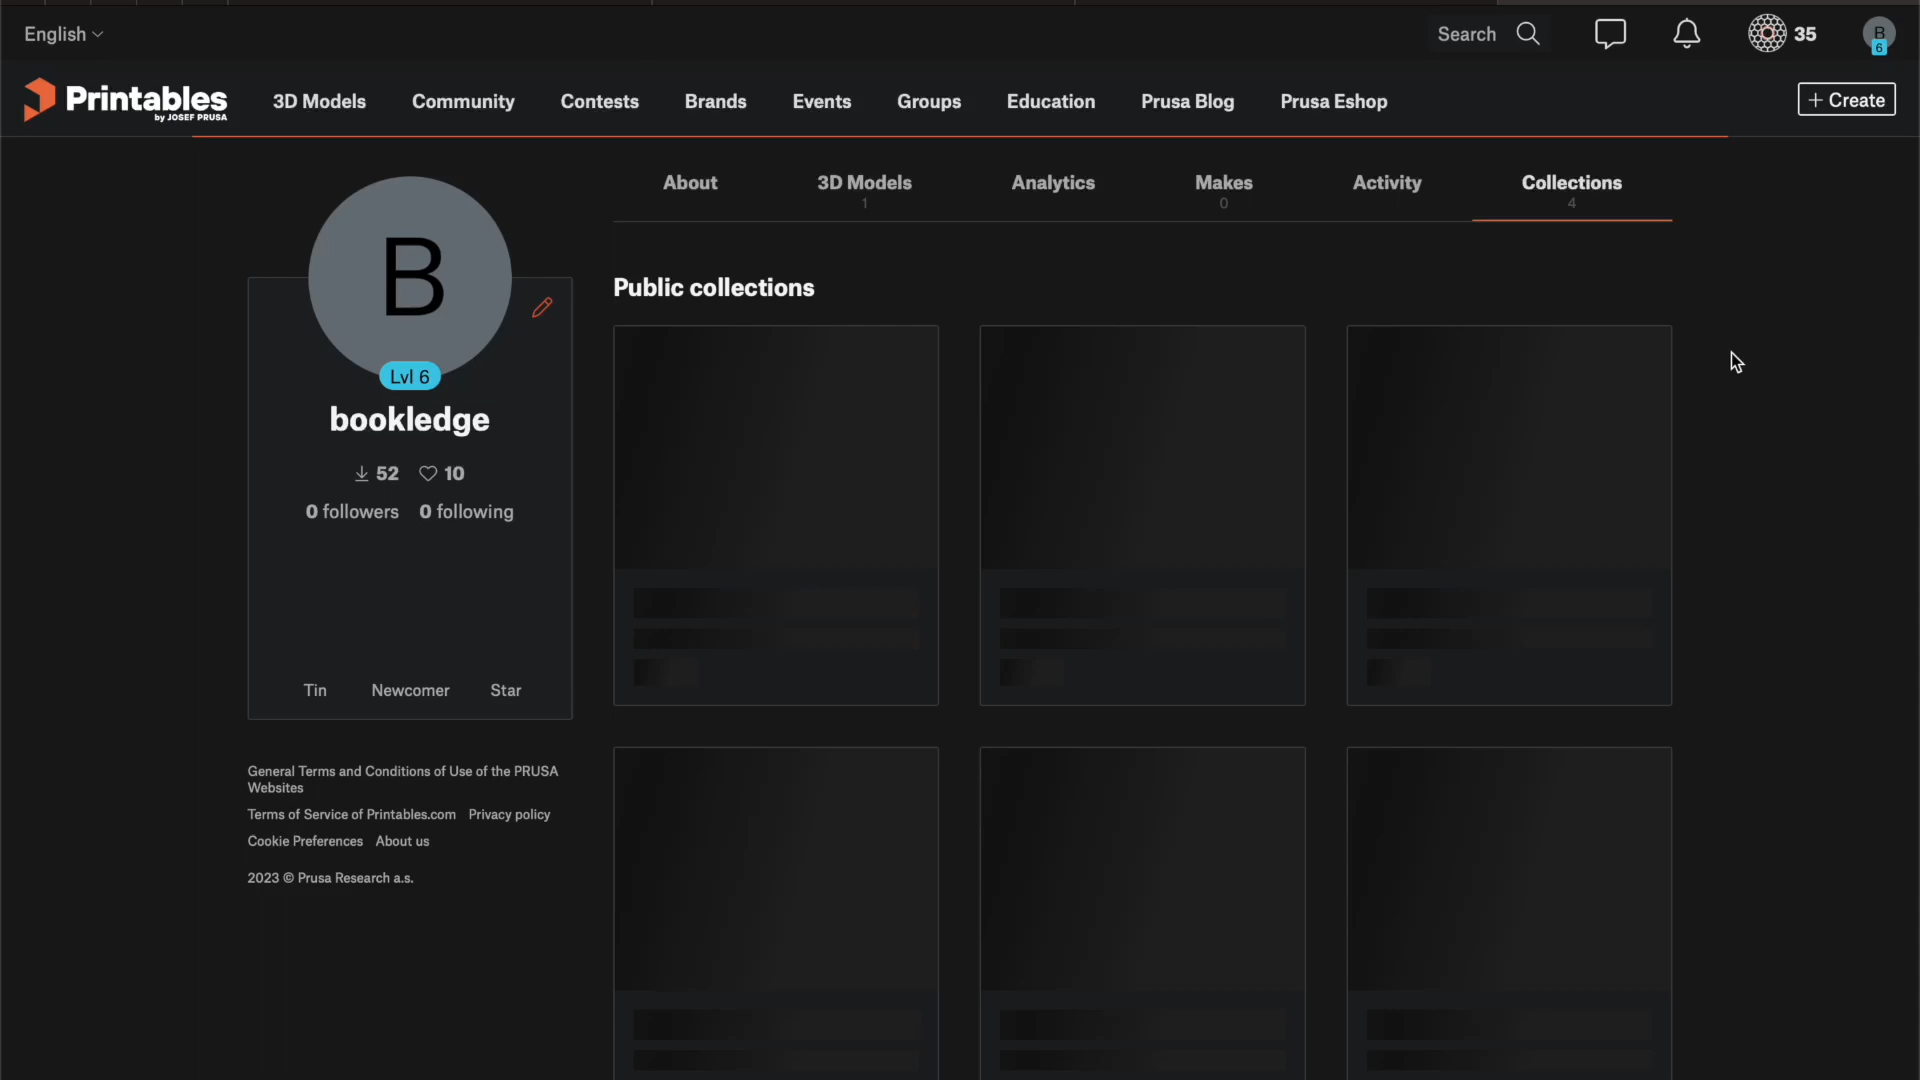 English
Search
35
B
6
Printables
by JOSEF PRUSA
3D Models
Community
Contests
Brands
Events
Groups
Education
Prusa Blog
Prusa Eshop
+ Create
About
3D Models
1
Analytics
Makes
0
Activity
Collections
4
B
Lvl 6
bookledge
52
10
0 followers
0 following
Tin
Newcomer
Star
Public collections
General Terms and Conditions of Use of the PRUSA
Websites
Terms of Service of Printables.com
Privacy policy
Cookie Preferences
About us
2023 © Prusa Research a.s.